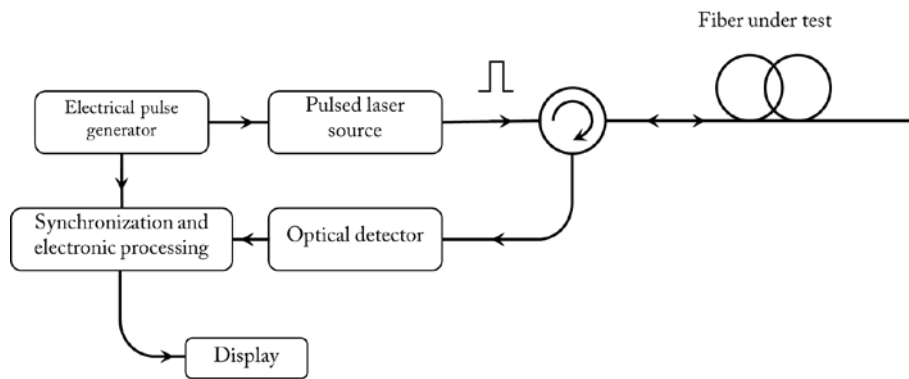 Fiber under test
Electrical pulse
generator
Pulsed laser
source
Synchronization and
electronic processing
Optical detector
Display